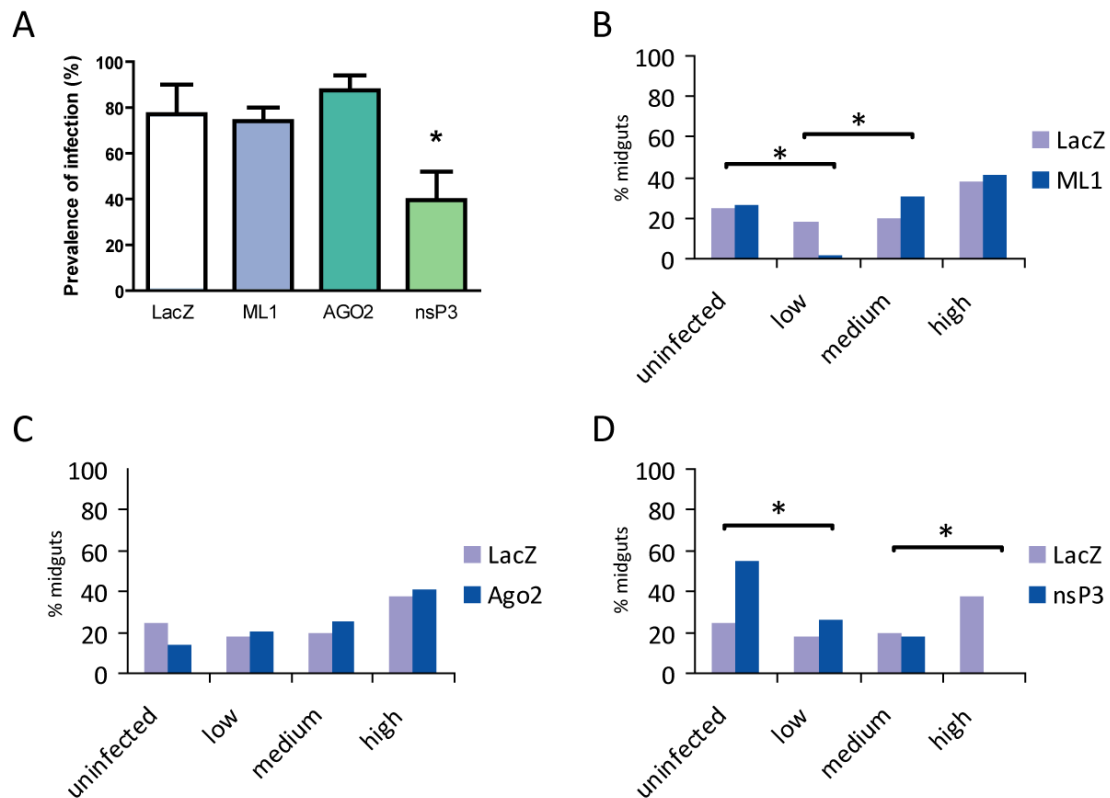 A
Prevalence of infection (%)
100
80
60
40
20
0
*
LacZ ML1 AGO2 nsP3
B
% midguts
100
80
60
40
20
0
*
*
LacZ
ML1
uninfected
low
medium
high
C
% midguts
100
80
60
40
20
0
LacZ
Ago2
uninfected
low
medium
high
D
% midguts
100
80
60
40
20
0
*
*
LacZ
nsP3
uninfected
low
medium
high